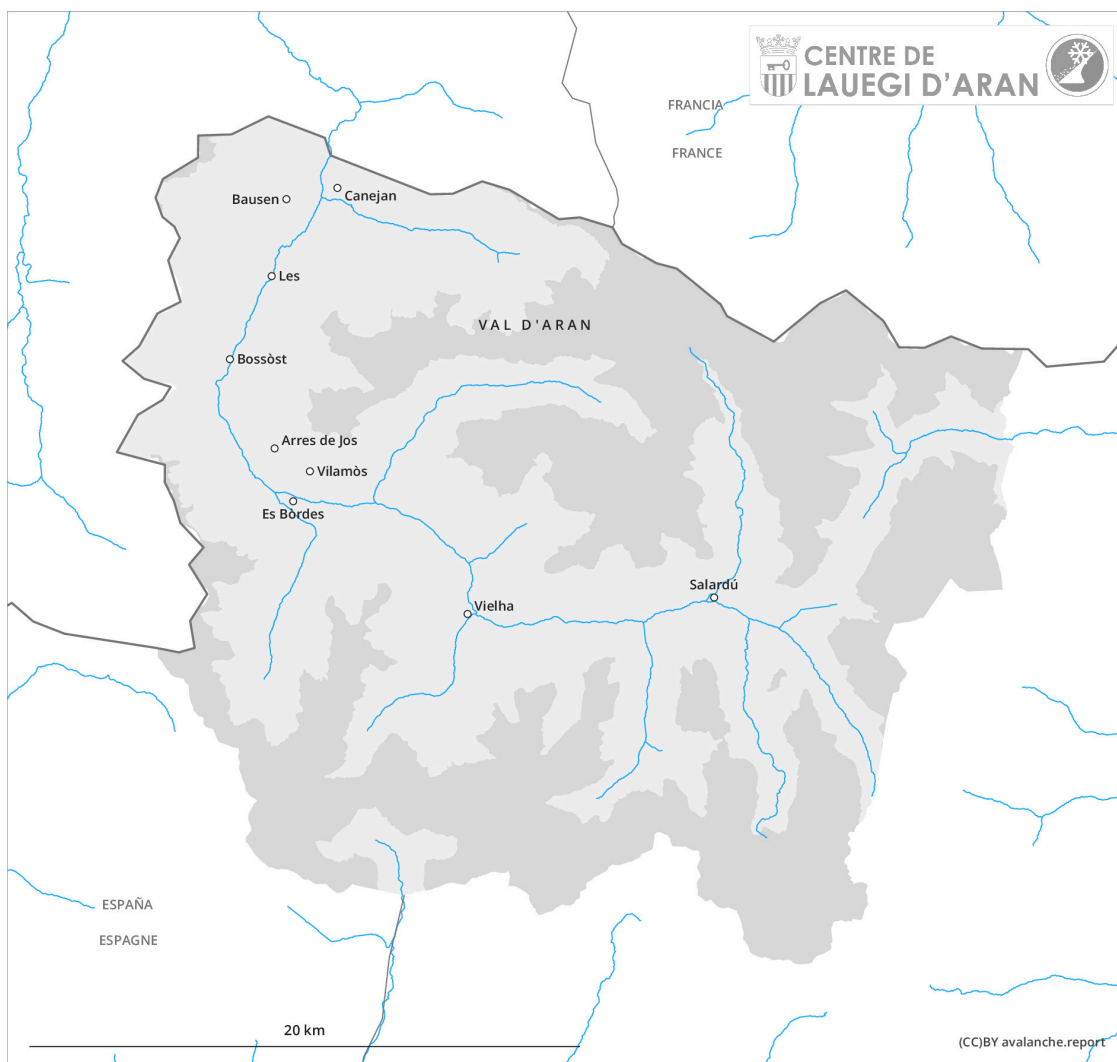 CENTRE DE
LAUEGI D'ARAN
FRANCIA
FRANCE
Bausen
Canejan
Les
VAL D'ARAN
Bossòst
Arres de Jos
Vilamòs
Es Bòrdes
Salardú
Vielha
ESPAÑA
ESPAGNE
20 km
(CC)BY avalanche.report